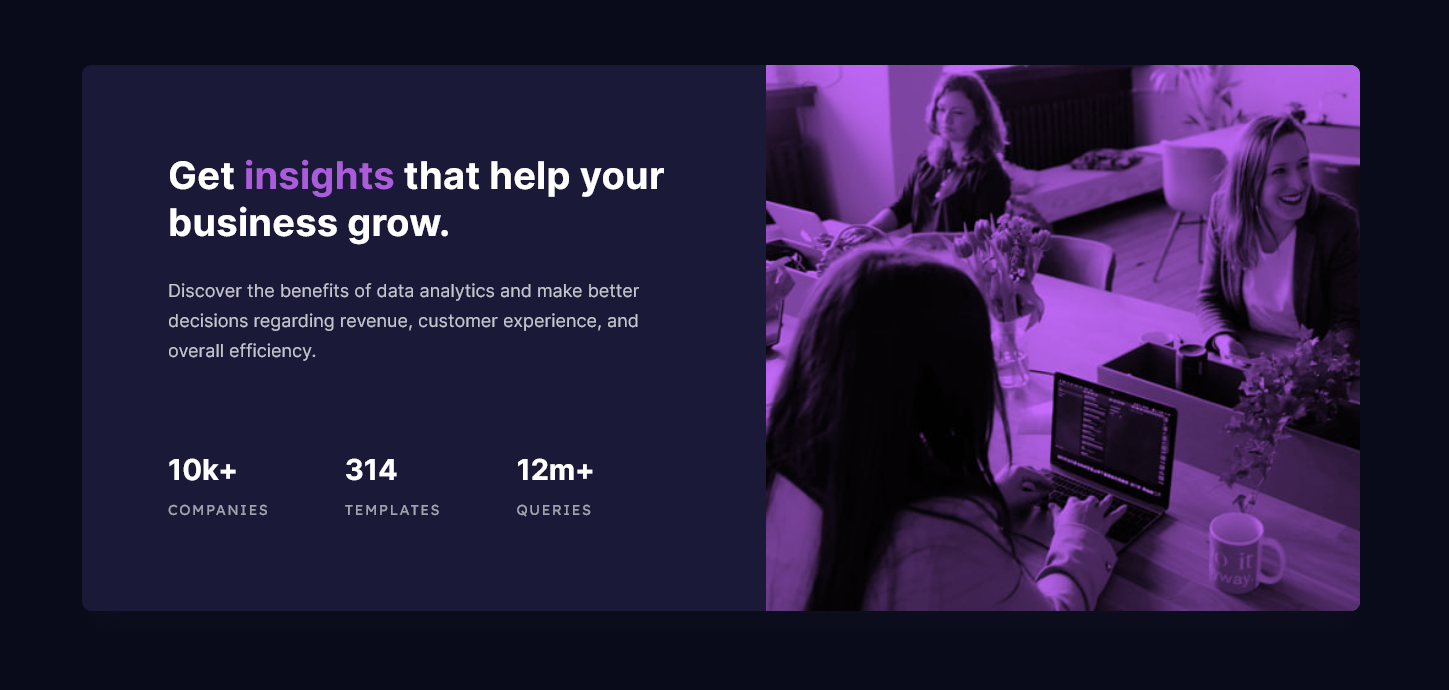 Get insights that help your
business grow.
Discover the benefits of data analytics and make better
decisions regarding revenue, customer experience, and
overall efficiency.
10k+ 314 12m+
COMPANIES TEMPLATES QUERIES
it